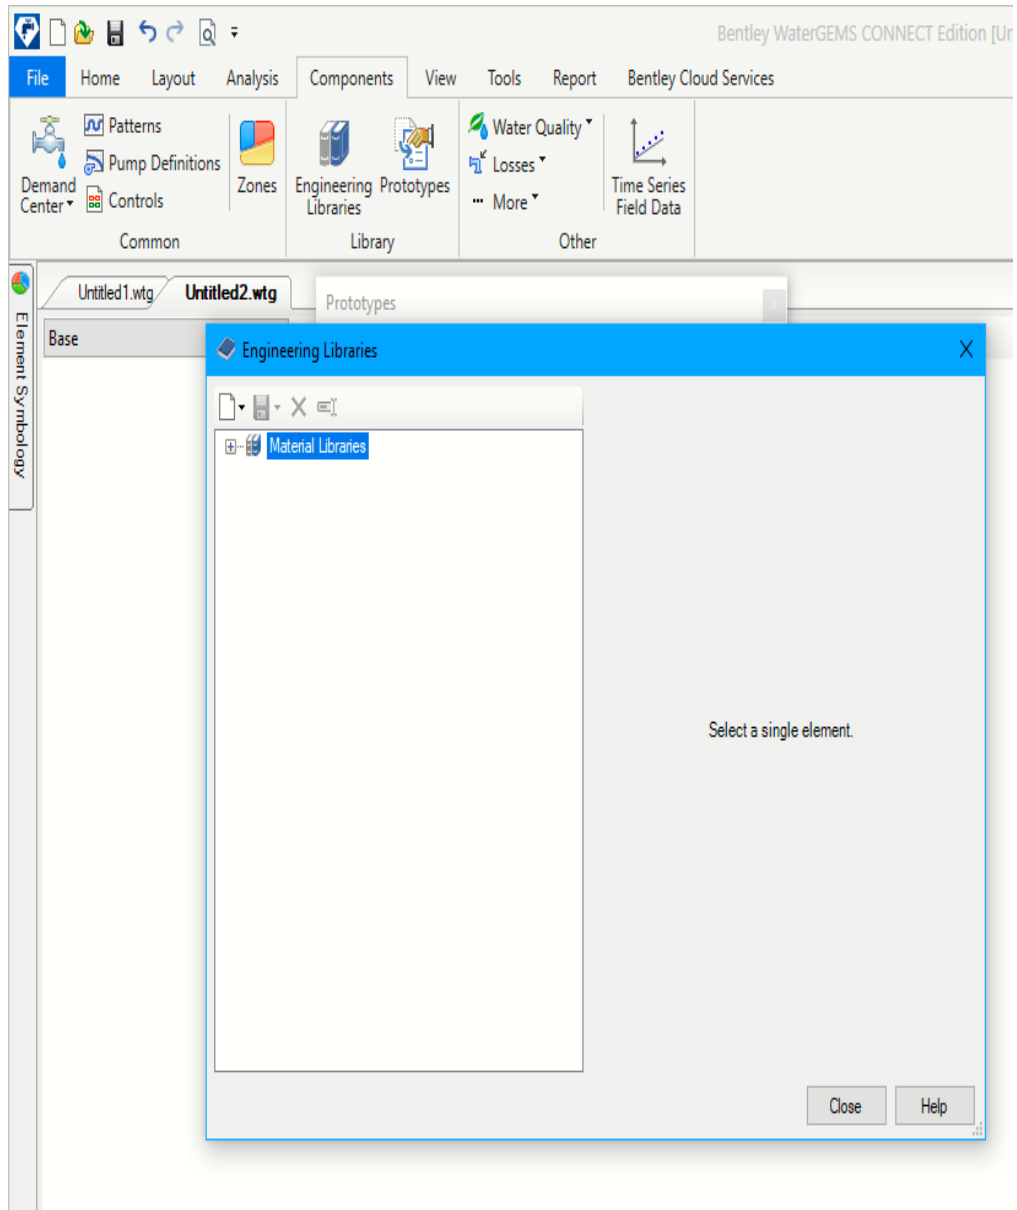 Bentley WaterGEMS CONNECT Edition [Un
File Home Layout Analysis Components View Tools Report Bentley Cloud Services
Patterns
Pump Definitions
Controls
Demand
Center
Zones
Engineering
Libraries
Prototypes
Water Quality
Losses
More
Time Series
Field Data
Common Library Other
Element Symbology
Untitled1.wtg Untitled2.wtg
Prototypes
Base
Engineering Libraries
Material Libraries
Select a single element.
Close Help